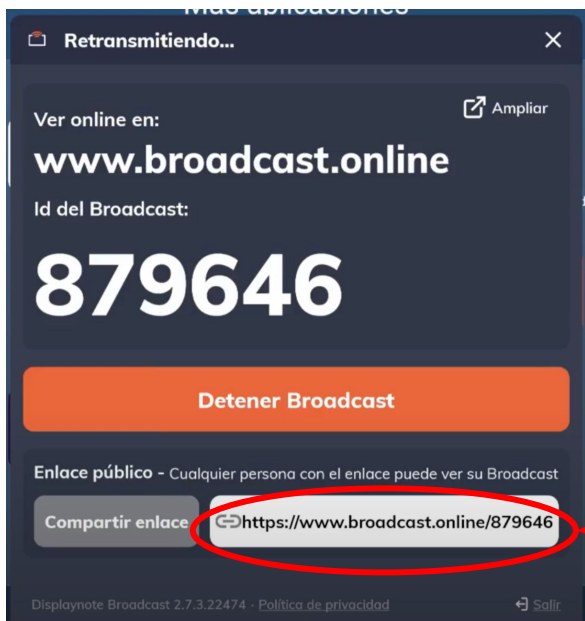 Más aplicaciones
Retransmitiendo...
Ampliar
Ver online en:
www.broadcast.online
Id del Broadcast:
879646
Detener Broadcast
Enlace público - Cualquier persona con el enlace puede ver su Broadcast
Compartir enlace
https://www.broadcast.online/879646
Displaynote Broadcast 2.7.3.22474 - Política de privacidad
Salir